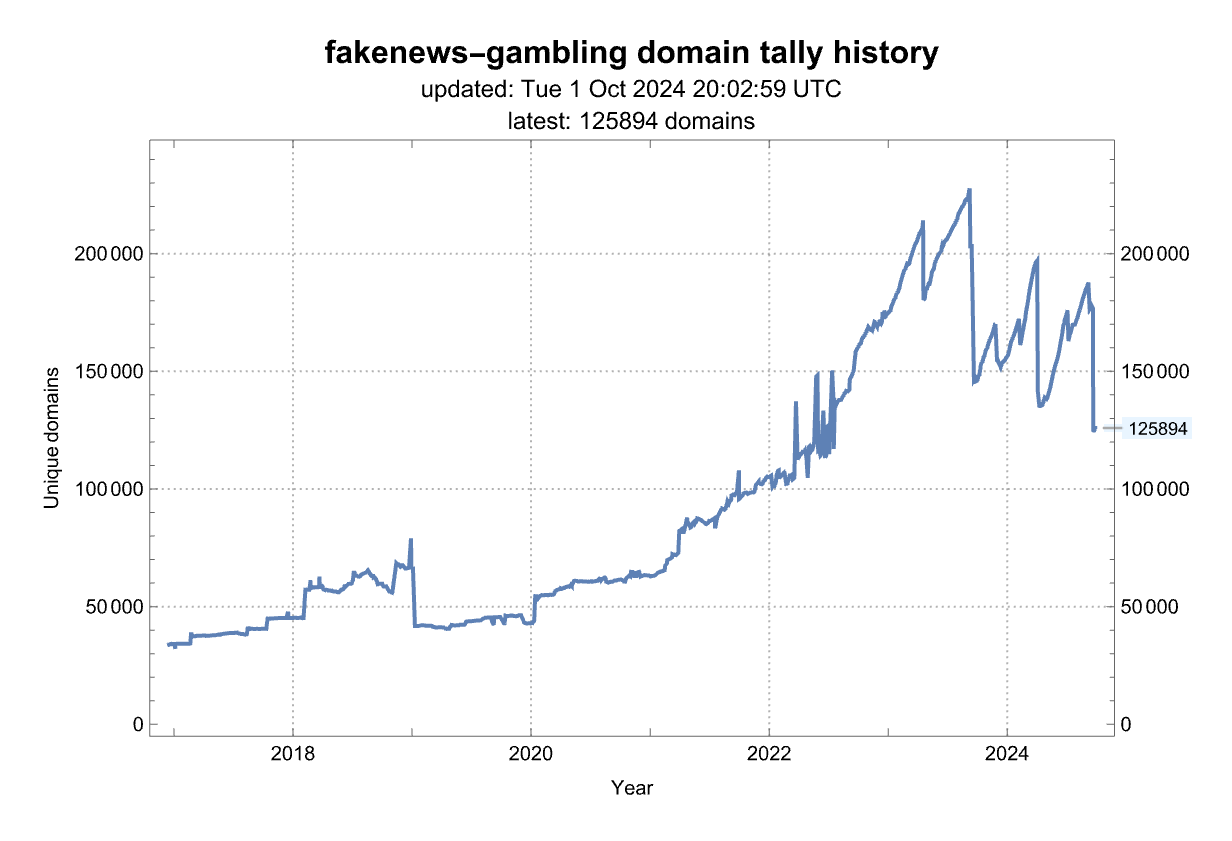 fakenews–gambling domain tally history
updated: Tue 1 Oct 2024 20:02:59 UTC
latest: 125894 domains
Unique domains
200 000
150 000
100 000
50 000
0
200 000
150 000
125894
100 000
50 000
0
2018 2020 2022 2024
Year